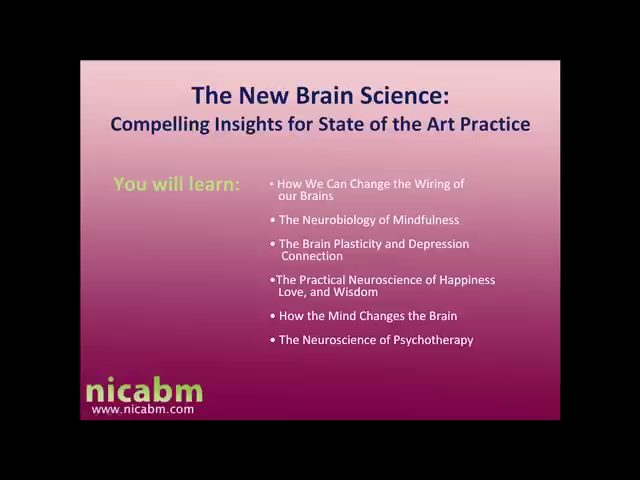 The New Brain Science:
Compelling Insights for State of the Art Practice
You will learn:
• How We Can Change the Wiring of
our Brains
• The Neurobiology of Mindfulness
• The Brain Plasticity and Depression
Connection
•The Practical Neuroscience of Happiness
Love, and Wisdom
• How the Mind Changes the Brain
• The Neuroscience of Psychotherapy
nicabm
www.nicabm.com